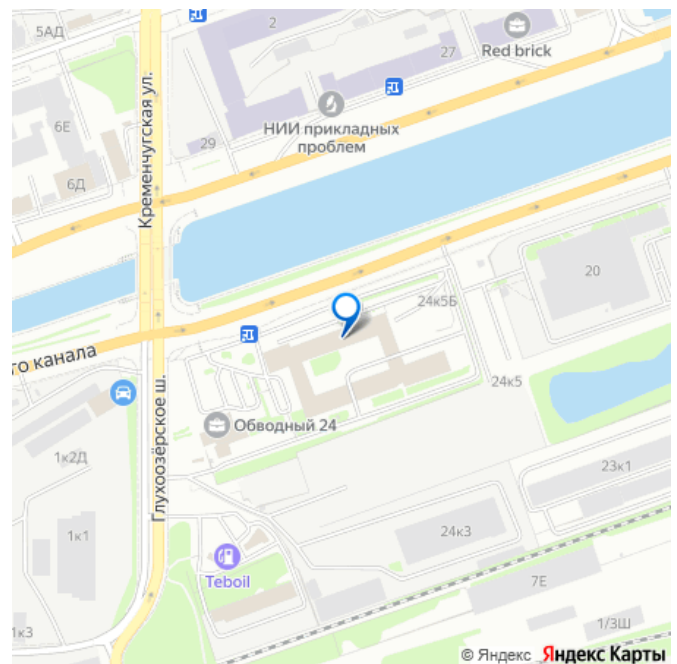 5АД
2
27
Red brick
6Е
НИИ прикладных
проблем
29
6Д
Кременчугская ул.
20
24к5Б
го канала
24к5
Обводный 24
1к2Д
Глухоозёрское ш.
23к1
1к1
24к3
Teboil
7Е
1к3
1/3Ш
© Яндекс Яндекс Карты